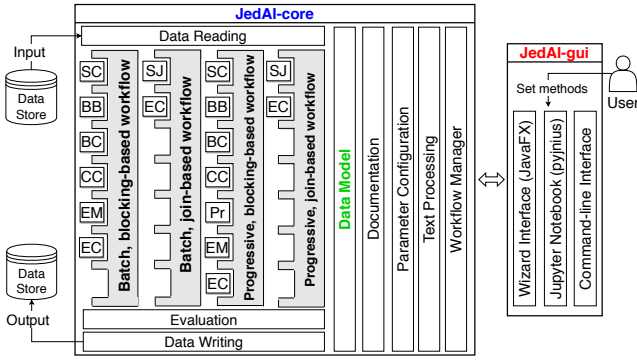 JedAI-core
Input
Data Reading
Data
Store
SC
BB
BC
CC
EM
EC
Batch, blocking-based workflow
SJ
EC
Batch, join-based workflow
SC
BB
BC
CC
Pr
EM
EC
Progressive, blocking-based workflow
SJ
EC
Progressive, join-based workflow
Data Model
Documentation
Parameter Configuration
Text Processing
Workflow Manager
JedAI-gui
Set methods
User
Wizard Interface (JavaFX)
Jupyter Notebook (pyjnius)
Command-line Interface
Data
Store
Output
Evaluation
Data Writing